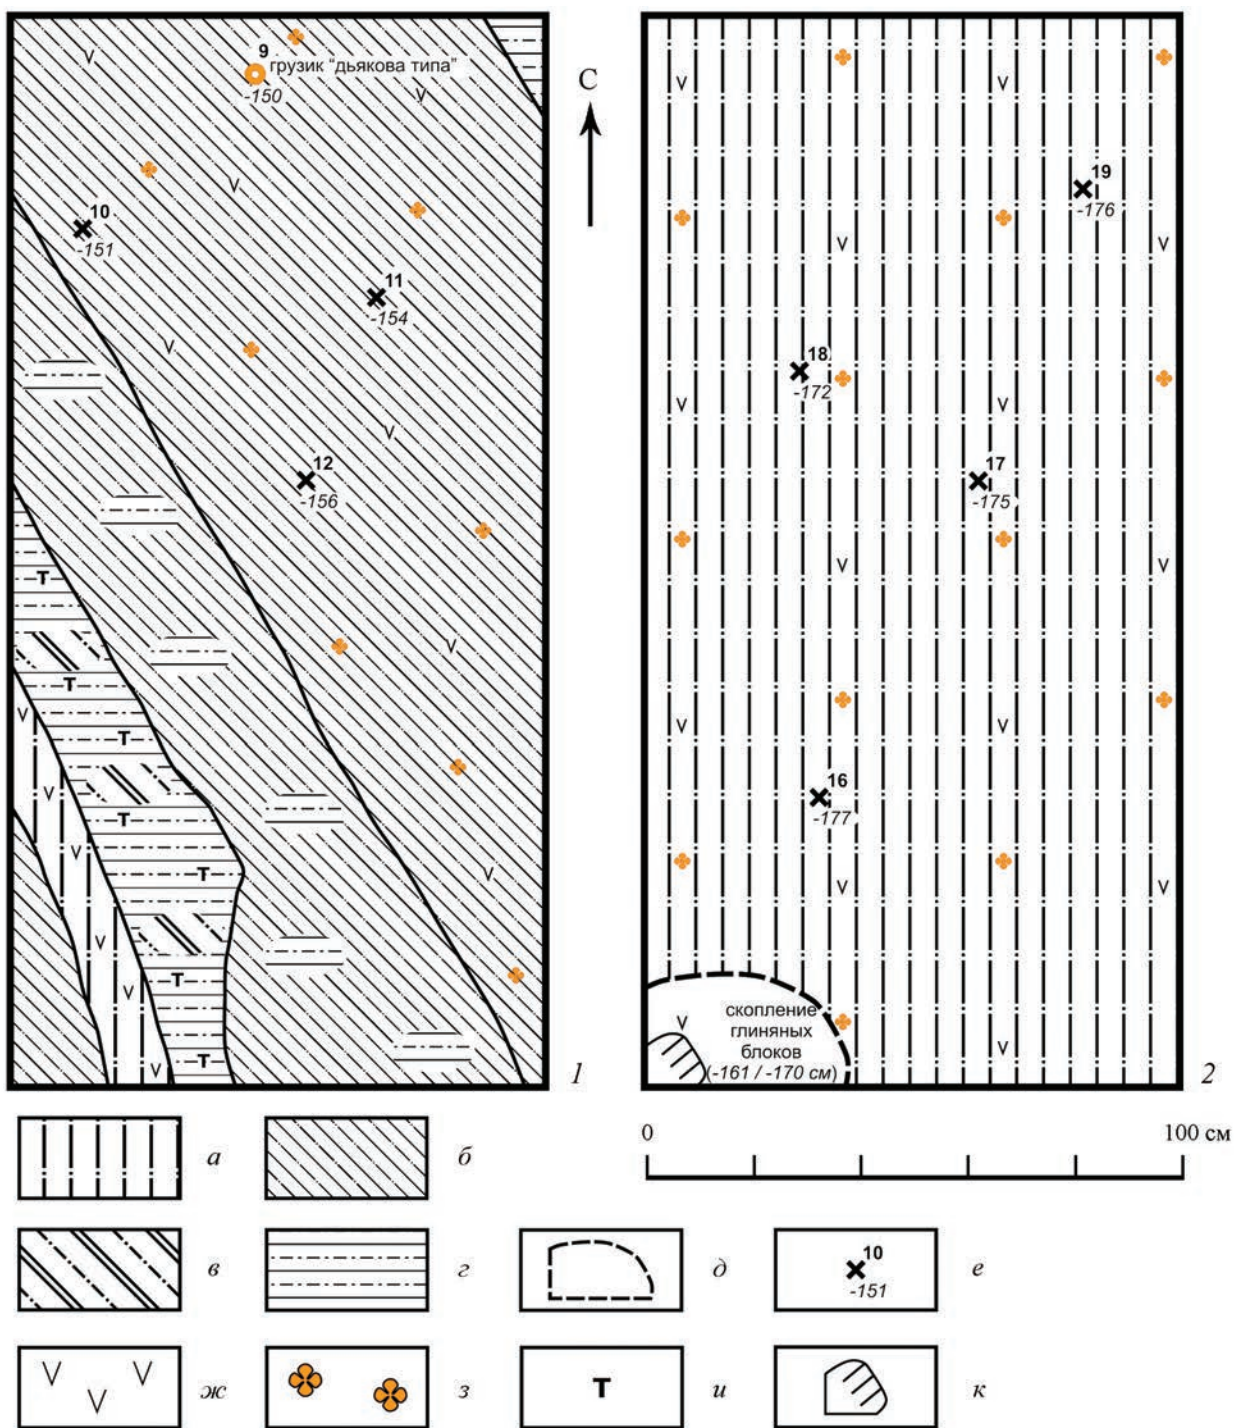 9
грузик “дьякова типа”
-150
10
-151
11
-154
12
-156
Т
Т
Т
Т
Т
Т
Т
1
С
19
-176
18
-172
17
-175
16
-177
скопление
глиняных
блоков
(-161 / -170 см)
2
0 100 см
а
б
в
г
д
10
-151
е
ж
з
Т
и
к